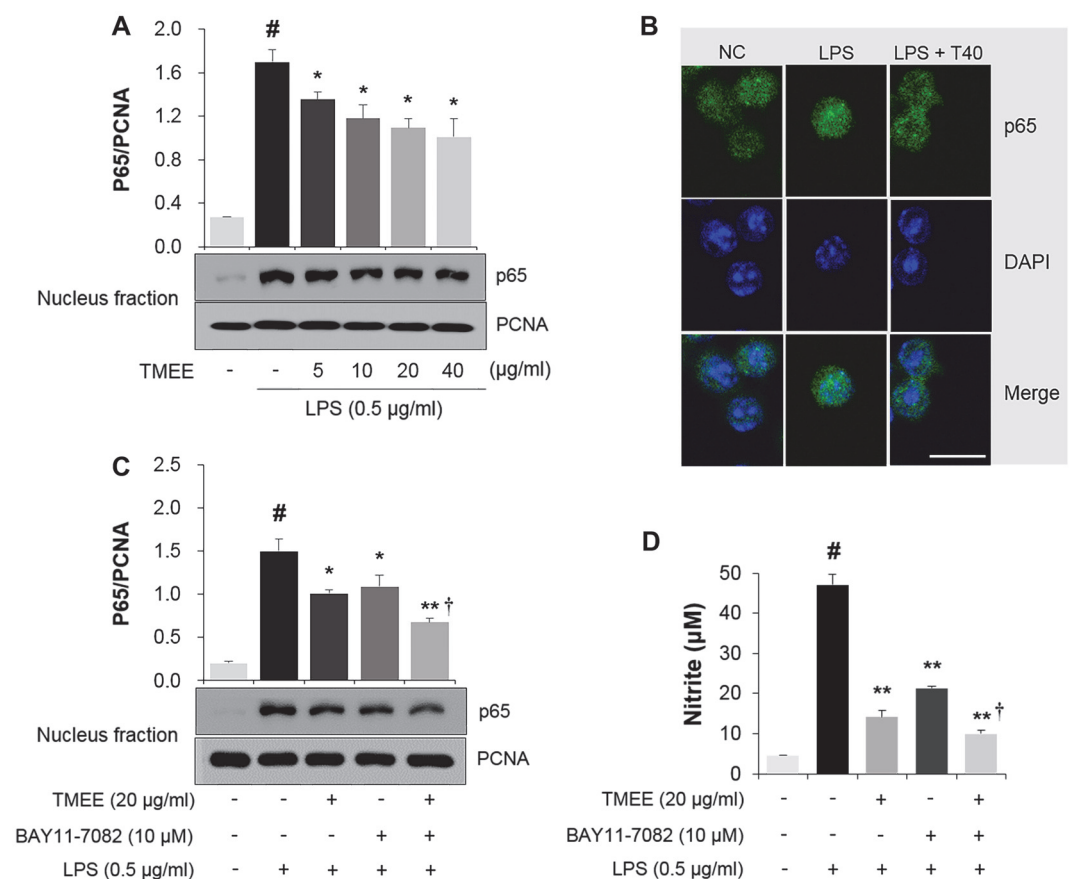 A
P65/PCNA
2.0
1.6
1.2
0.8
0.4
0.0
#
*
*
*
*
Nucleus fraction
p65
PCNA
TMEE - - 5 10 20 40 (µg/ml)
LPS (0.5 µg/ml)
B
NC LPS LPS + T40
p65
DAPI
Merge
C
P65/PCNA
2.5
2.0
1.5
1.0
0.5
0.0
#
*
*
** †
Nucleus fraction
p65
PCNA
TMEE (20 µg/ml) - - + - +
BAY11-7082 (10 µM) - - - + +
LPS (0.5 µg/ml) - + + + +
D
Nitrite (µM)
50
40
30
20
10
0
#
**
**
** †
TMEE (20 µg/ml) - - + - +
BAY11-7082 (10 µM) - - - + +
LPS (0.5 µg/ml) - + + + +